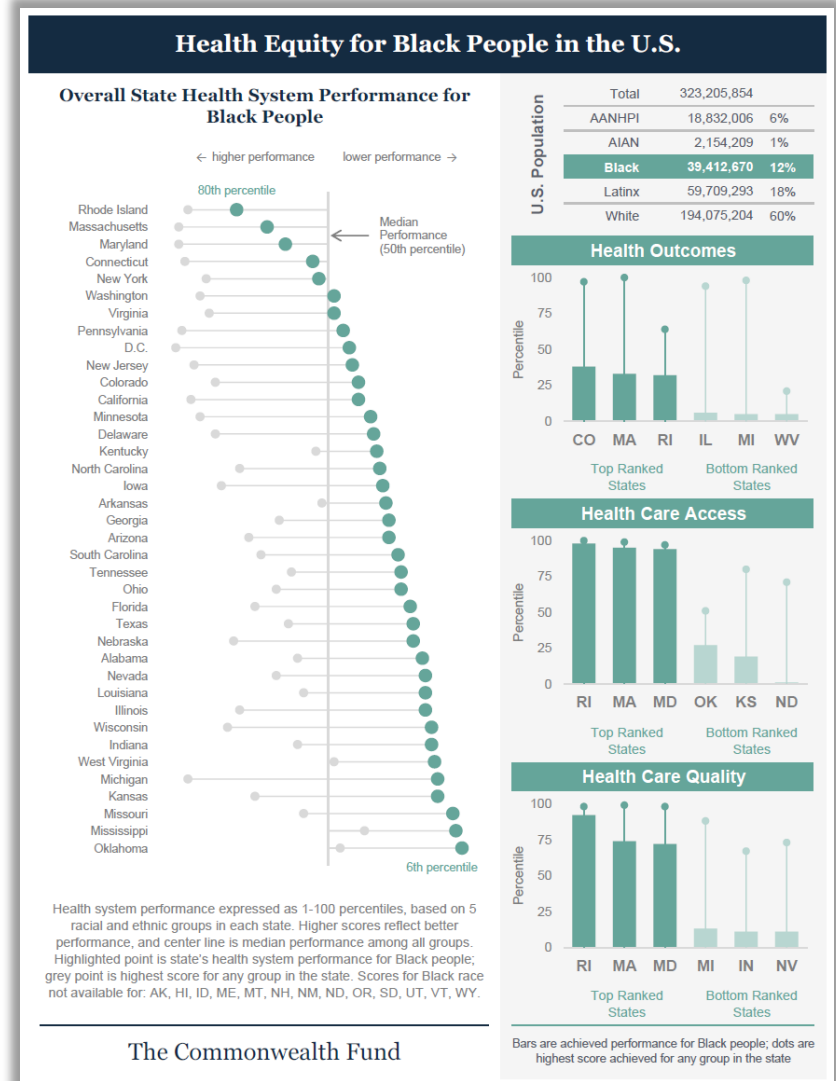 Health Equity for Black People in the U.S.
Overall State Health System Performance for
Black People
← higher performance
lower performance →
80th percentile
Median
Performance
(50th percentile)
Rhode Island
Massachusetts
Maryland
Connecticut
New York
Washington
Virginia
Pennsylvania
D.C.
New Jersey
Colorado
California
Minnesota
Delaware
Kentucky
North Carolina
Iowa
Arkansas
Georgia
Arizona
South Carolina
Tennessee
Ohio
Florida
Texas
Nebraska
Alabama
Nevada
Louisiana
Illinois
Wisconsin
Indiana
West Virginia
Michigan
Kansas
Missouri
Mississippi
Oklahoma
6th percentile
Health system performance expressed as 1-100 percentiles, based on 5
racial and ethnic groups in each state. Higher scores reflect better
performance, and center line is median performance among all groups.
Highlighted point is state's health system performance for Black people;
grey point is highest score for any group in the state. Scores for Black race
not available for: AK, HI, ID, ME, MT, NH, NM, ND, OR, SD, UT, VT, WY.
The Commonwealth Fund
U.S. Population
Total 323,205,854
AANHPI 18,832,006 6%
AIAN 2,154,209 1%
Black 39,412,670 12%
Latinx 59,709,293 18%
White 194,075,204 60%
Health Outcomes
Percentile
100
75
50
25
0
CO MA RI IL MI WV
Top Ranked
States
Bottom Ranked
States
Health Care Access
Percentile
100
75
50
25
0
RI MA MD OK KS ND
Top Ranked
States
Bottom Ranked
States
Health Care Quality
Percentile
100
75
50
25
0
RI MA MD MI IN NV
Top Ranked
States
Bottom Ranked
States
Bars are achieved performance for Black people; dots are
highest score achieved for any group in the state